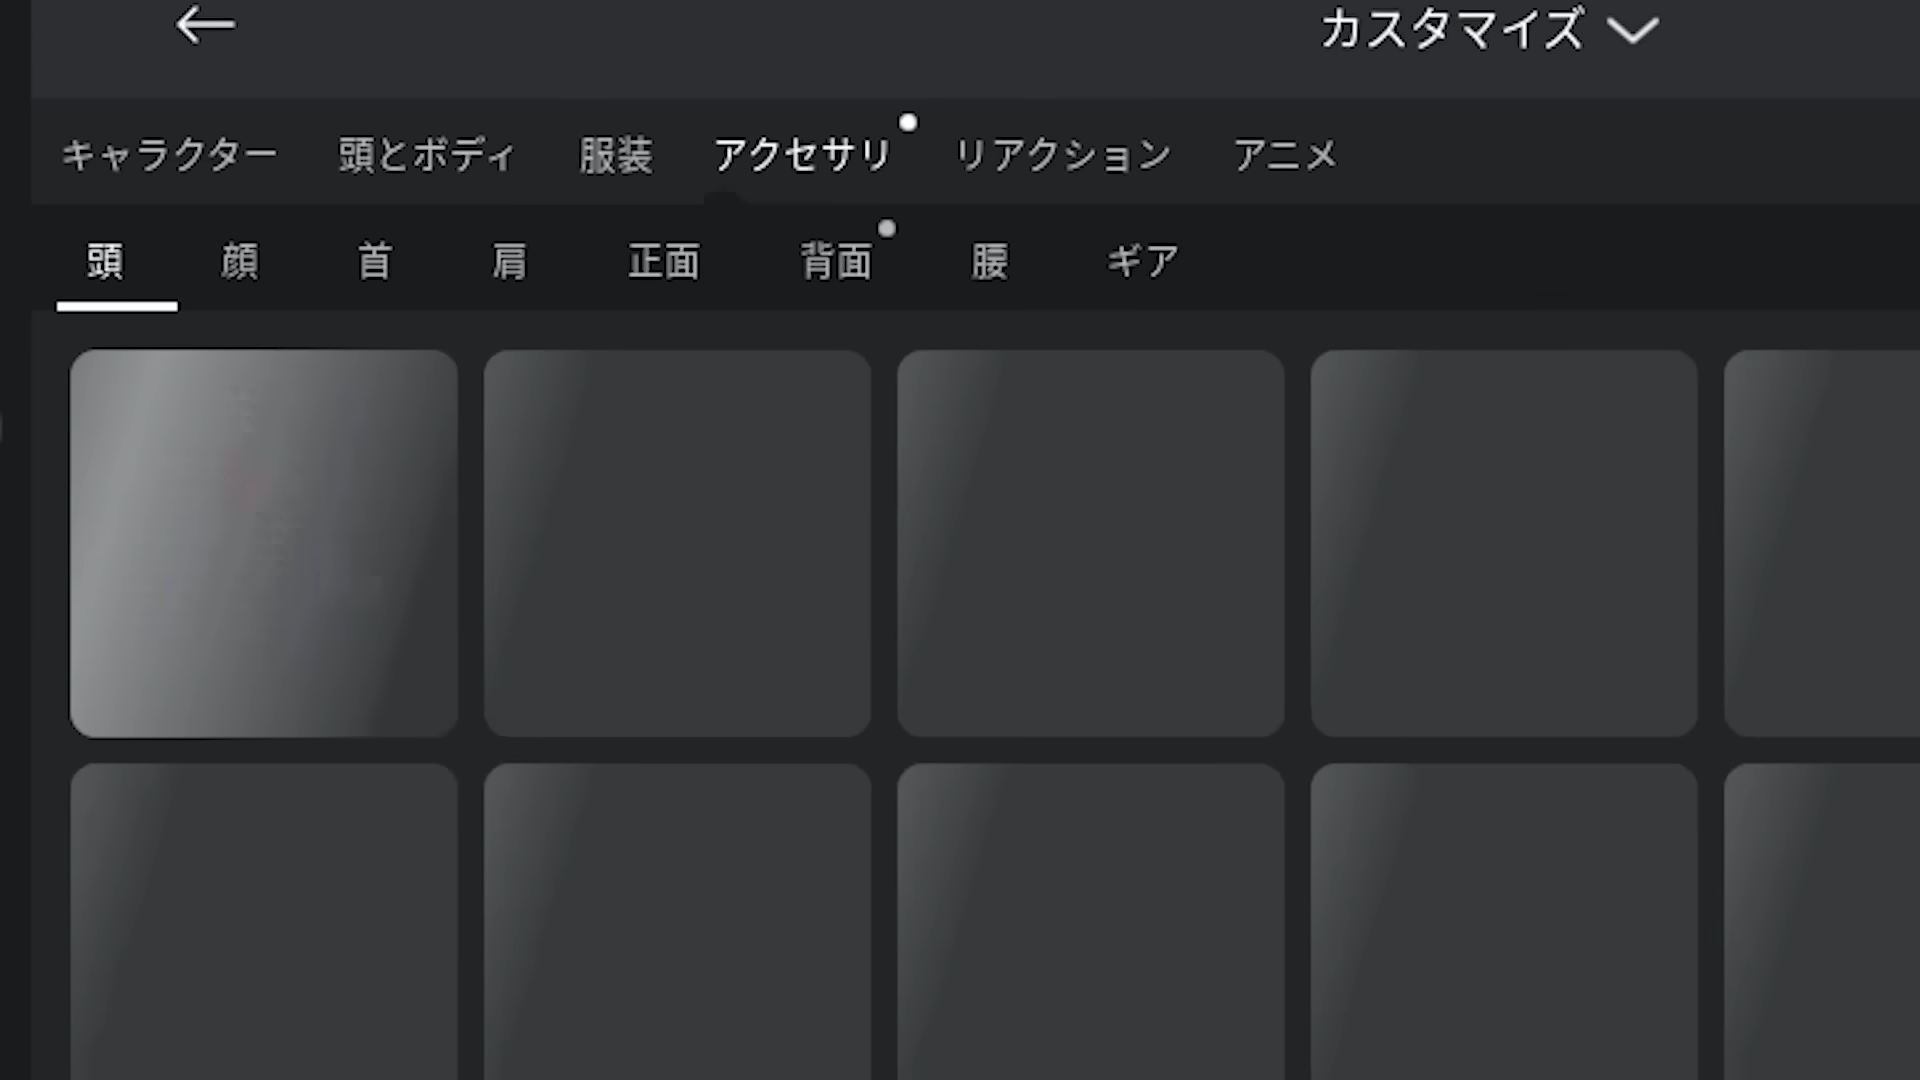 カスタマイズ
キャラクター 頭とボディ 服装 アクセサリ リアクション アニメ
頭 顔 首 肩 正面 背面 腰 ギア